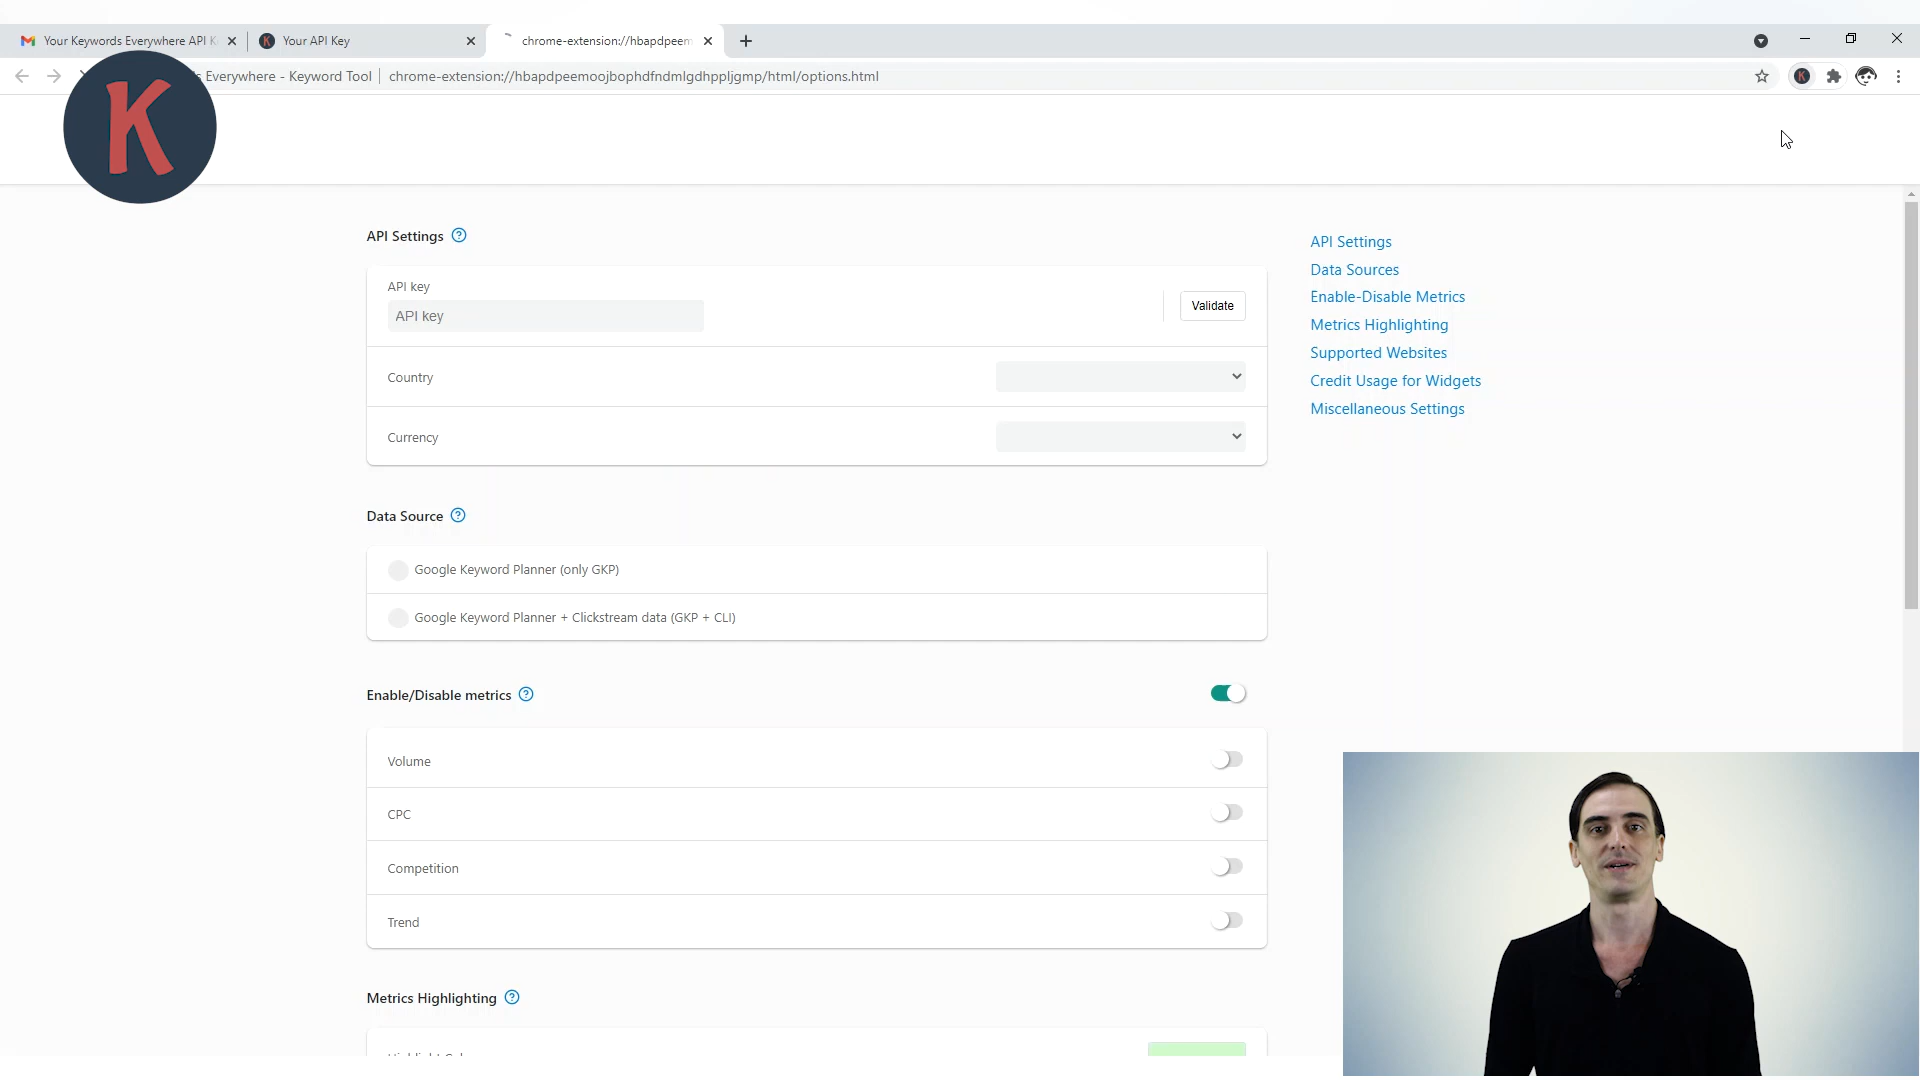 Your Keywords Everywhere API K
Your API Key
chrome-extension://hbapdpeem
Everywhere - Keyword Tool | chrome-extension://hbapdpeemoojbophdfndmlgdhppljgmp/html/options.html
K
K
API Settings
API key
API key
Validate
Country
Currency
API Settings
Data Sources
Enable-Disable Metrics
Metrics Highlighting
Supported Websites
Credit Usage for Widgets
Miscellaneous Settings
Data Source
Google Keyword Planner (only GKP)
Google Keyword Planner + Clickstream data (GKP + CLI)
Enable/Disable metrics
Volume
CPC
Competition
Trend
Metrics Highlighting